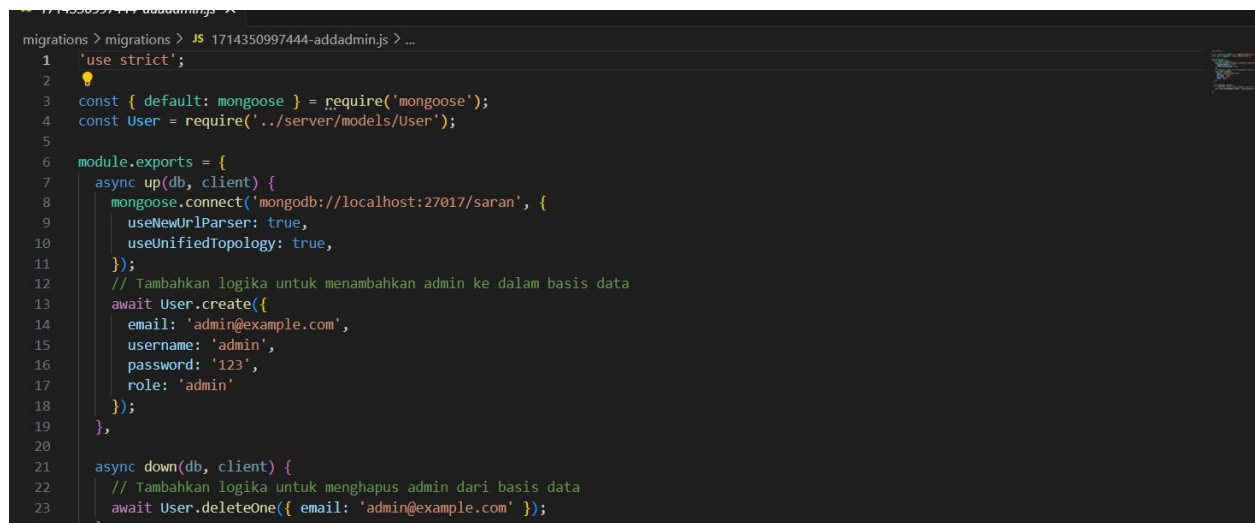 JS 1714350997444-addadmin.js X
migrations > migrations > JS 1714350997444-addadmin.js > ...
1 'use strict';
2
3 const { default: mongoose } = require('mongoose');
4 const User = require('../server/models/User');
5
6 module.exports = {
7 async up(db, client) {
8 mongoose.connect('mongodb://localhost:27017/saran', {
9 useNewUrlParser: true,
10 useUnifiedTopology: true,
11 });
12 // Tambahkan logika untuk menambahkan admin ke dalam basis data
13 await User.create({
14 email: 'admin@example.com',
15 username: 'admin',
16 password: '123',
17 role: 'admin'
18 });
19 },
20
21 async down(db, client) {
22 // Tambahkan logika untuk menghapus admin dari basis data
23 await User.deleteOne({ email: 'admin@example.com' });